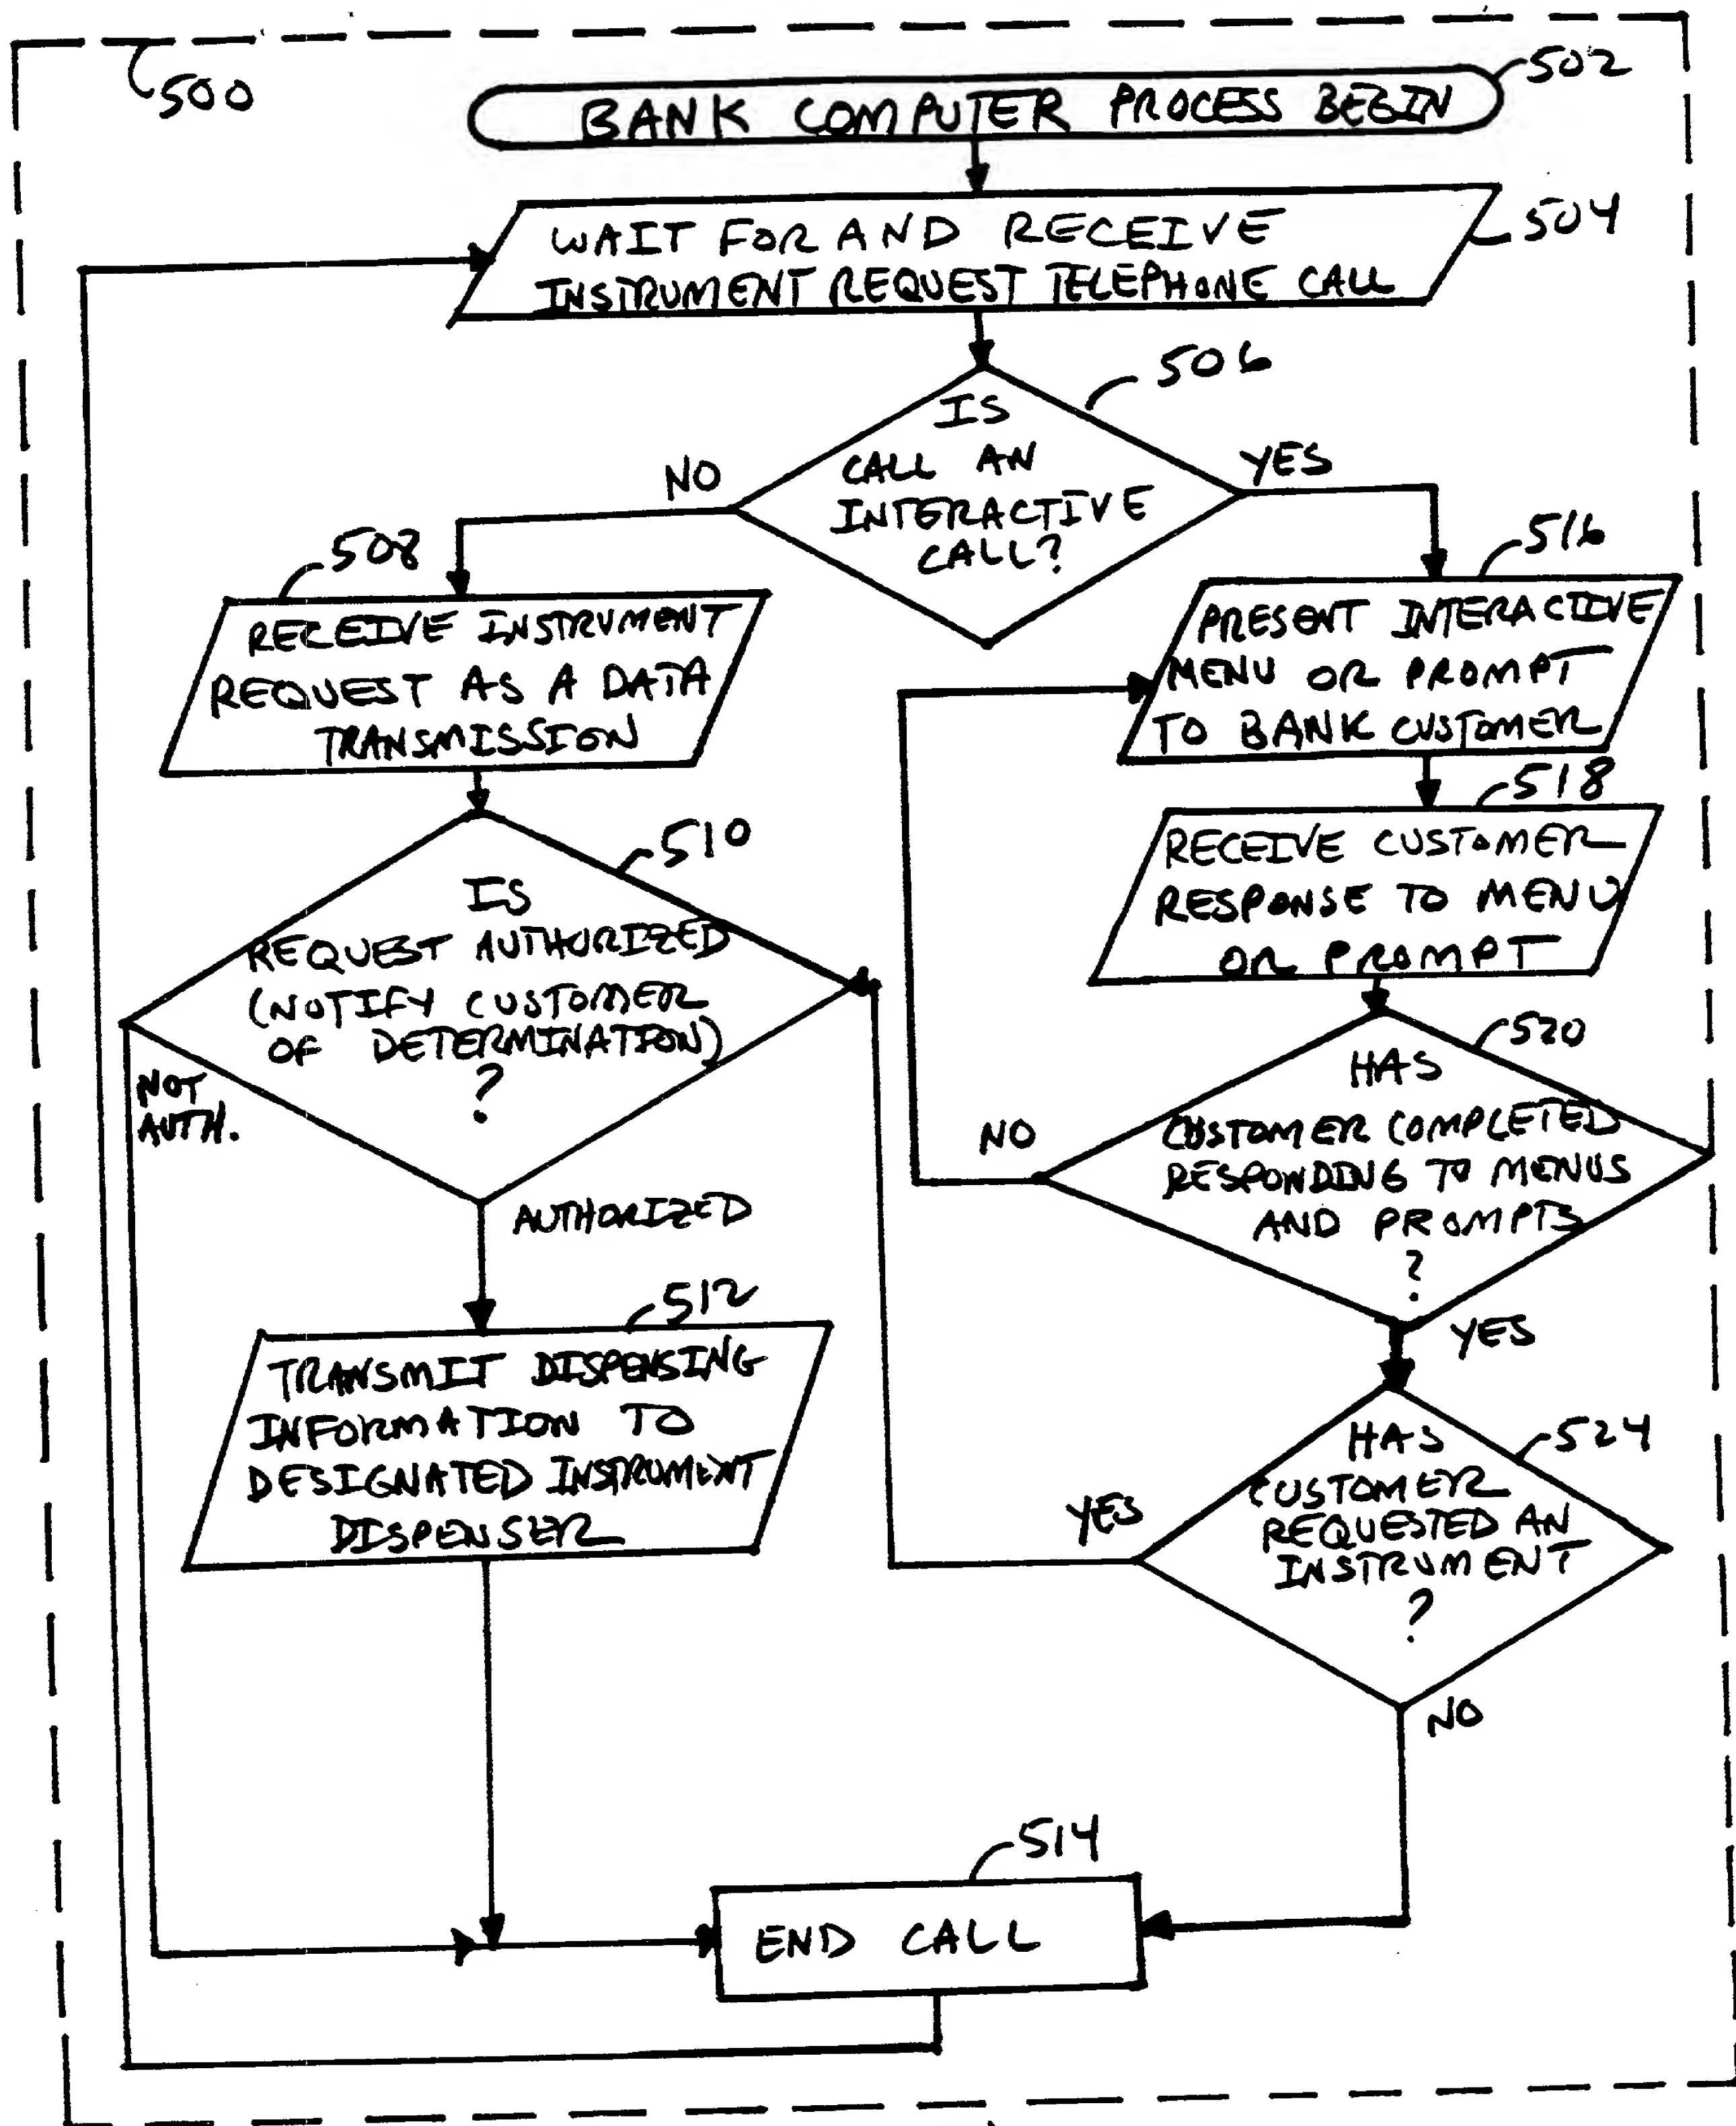 500
502
BANK COMPUTER PROCESS BEGIN
504
WAIT FOR AND RECEIVE
INSTRUMENT REQUEST TELEPHONE CALL
506
IS
CALL AN
INTERACTIVE
CALL?
NO
YES
508
RECEIVE INSTRUMENT
REQUEST AS A DATA
TRANSMISSION
516
PRESENT INTERACTIVE
MENU OR PROMPT
TO BANK CUSTOMER
518
RECEIVE CUSTOMER
RESPONSE TO MENU
OR PROMPT
510
IS
REQUEST AUTHORIZED
(NOTIFY CUSTOMER
OF DETERMINATION)
?
NOT
AUTH.
AUTHORIZED
520
HAS
CUSTOMER COMPLETED
RESPONDING TO MENUS
AND PROMPTS
?
NO
YES
512
TRANSMIT DISPENSING
INFORMATION TO
DESIGNATED INSTRUMENT
DISPENSER
524
HAS
CUSTOMER
REQUESTED AN
INSTRUMENT
?
YES
NO
514
END CALL